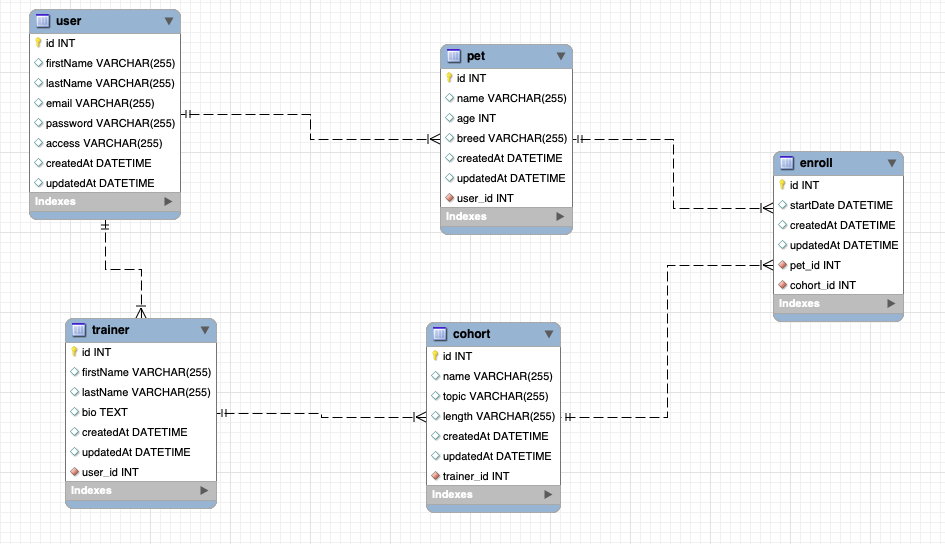 user
id INT
firstName VARCHAR(255)
lastName VARCHAR(255)
email VARCHAR(255)
password VARCHAR(255)
access VARCHAR(255)
createdAt DATETIME
updatedAt DATETIME
Indexes
pet
id INT
name VARCHAR(255)
age INT
breed VARCHAR(255)
createdAt DATETIME
updatedAt DATETIME
user_id INT
Indexes
enroll
id INT
startDate DATETIME
createdAt DATETIME
updatedAt DATETIME
pet_id INT
cohort_id INT
Indexes
trainer
id INT
firstName VARCHAR(255)
lastName VARCHAR(255)
bio TEXT
createdAt DATETIME
updatedAt DATETIME
user_id INT
Indexes
cohort
id INT
name VARCHAR(255)
topic VARCHAR(255)
length VARCHAR(255)
createdAt DATETIME
updatedAt DATETIME
trainer_id INT
Indexes